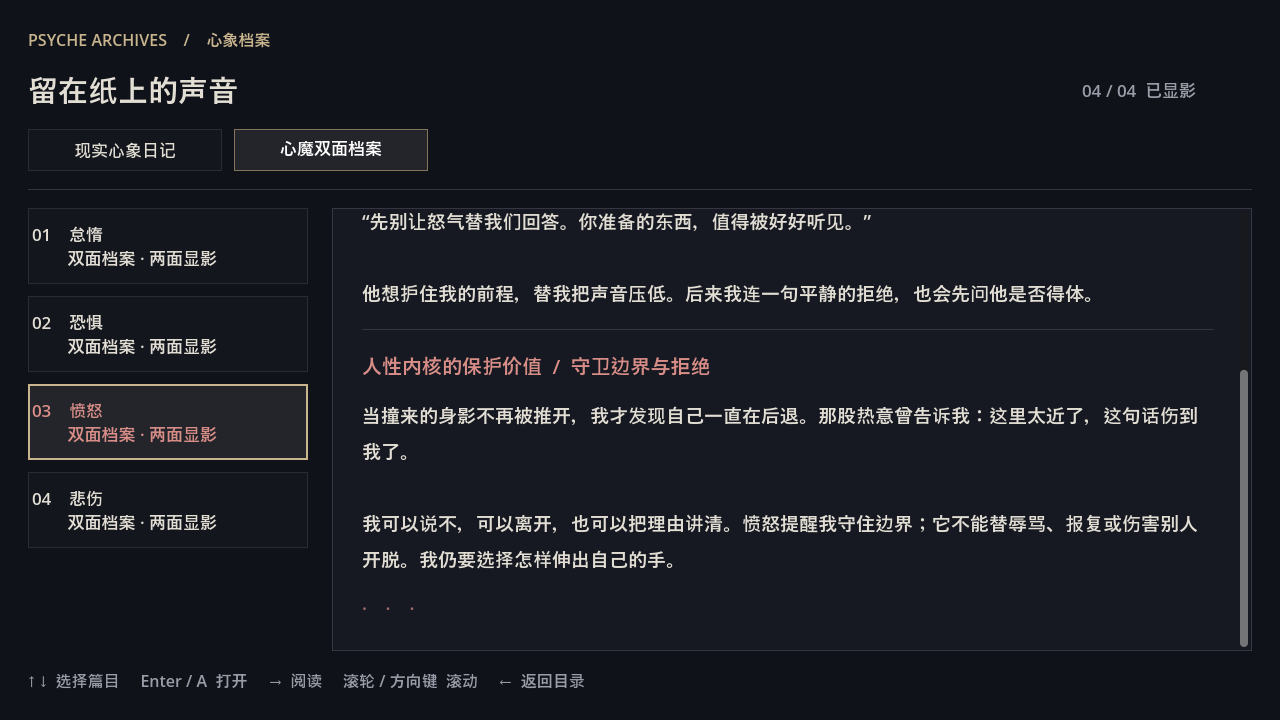 PSYCHE ARCHIVES / 心象档案
留在纸上的声音
04 / 04 已显影
现实心象日记
心魔双面档案
01 怠惰
双面档案 · 两面显影
02 恐惧
双面档案 · 两面显影
03 愤怒
双面档案 · 两面显影
04 悲伤
双面档案 · 两面显影
“先别让怒气替我们回答。你准备的东西，值得被好好听见。”
他想护住我的前程，替我把声音压低。后来我连一句平静的拒绝，也会先问他是否得体。
人性内核的保护价值 / 守卫边界与拒绝
当撞来的身影不再被推开，我才发现自己一直在后退。那股热意曾告诉我：这里太近了，这句话伤到
我了。
我可以说不，可以离开，也可以把理由讲清。愤怒提醒我守住边界；它不能替辱骂、报复或伤害别人
开脱。我仍要选择怎样伸出自己的手。
· · ·
↑↓ 选择篇目 Enter / A 打开 → 阅读 滚轮 / 方向键 滚动 ← 返回目录